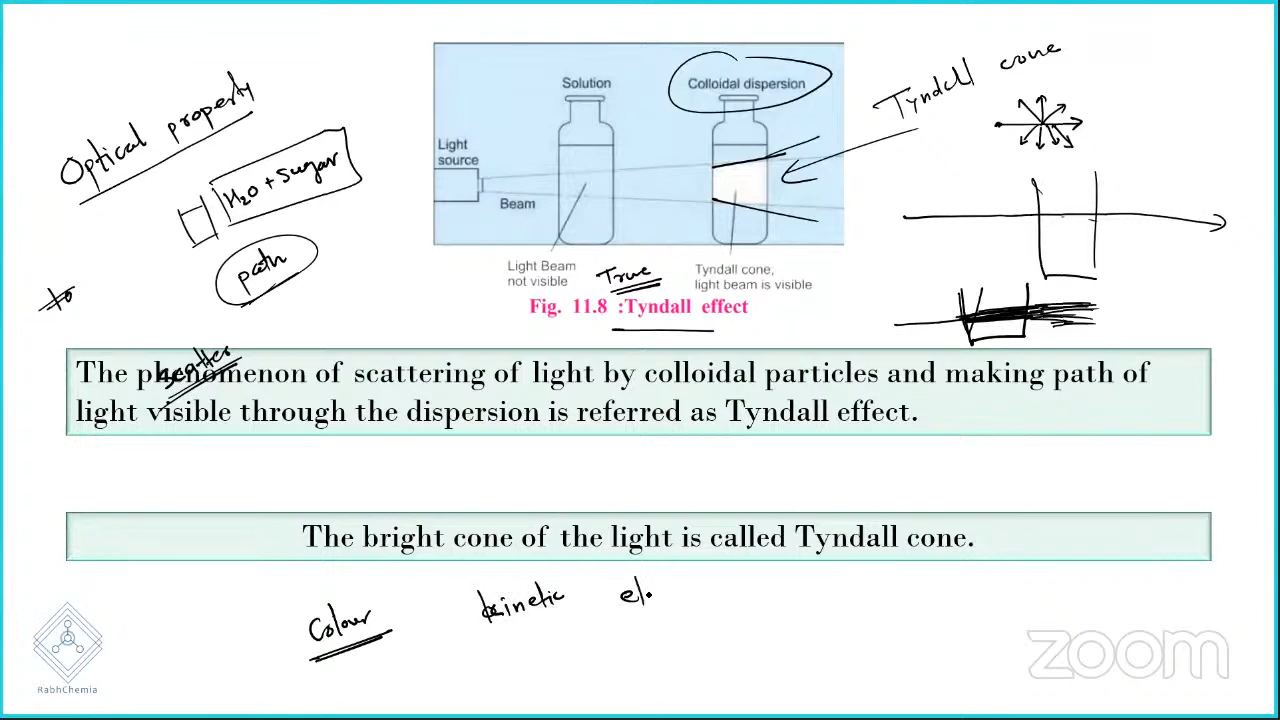 Optical property
H₂O + Sugar
path
to
Solution
Colloidal dispersion
Light
source
Beam
Tyndall cone
Light Beam
not visible
True
Tyndall cone,
light beam is visible
Fig. 11.8 :Tyndall effect
scatter
The phenomenon of scattering of light by colloidal particles and making path of
light visible through the dispersion is referred as Tyndall effect.
The bright cone of the light is called Tyndall cone.
Colour kinetic el
RabhChemia
zoom